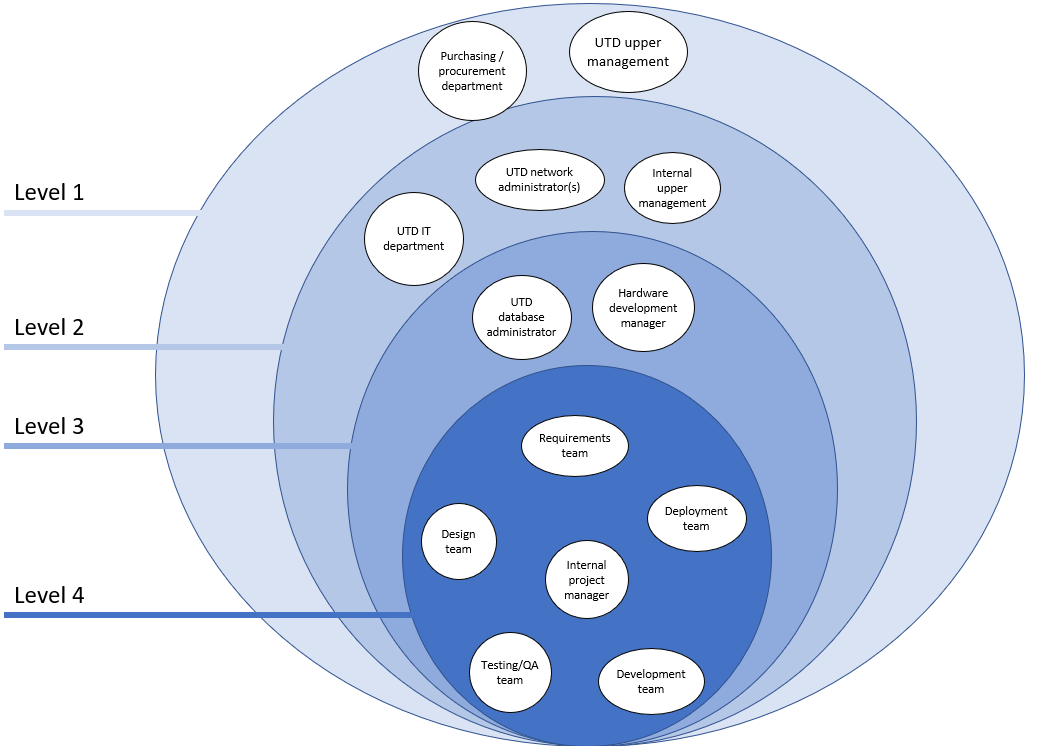 Purchasing /
procurement
department
UTD upper
management
UTD network
administrator(s)
Internal
upper
management
Level 1
UTD IT
department
UTD
database
administrator
Hardware
development
manager
Level 2
Level 3
Requirements
team
Deployment
team
Design
team
Internal
project
manager
Level 4
Testing/QA
team
Development
team